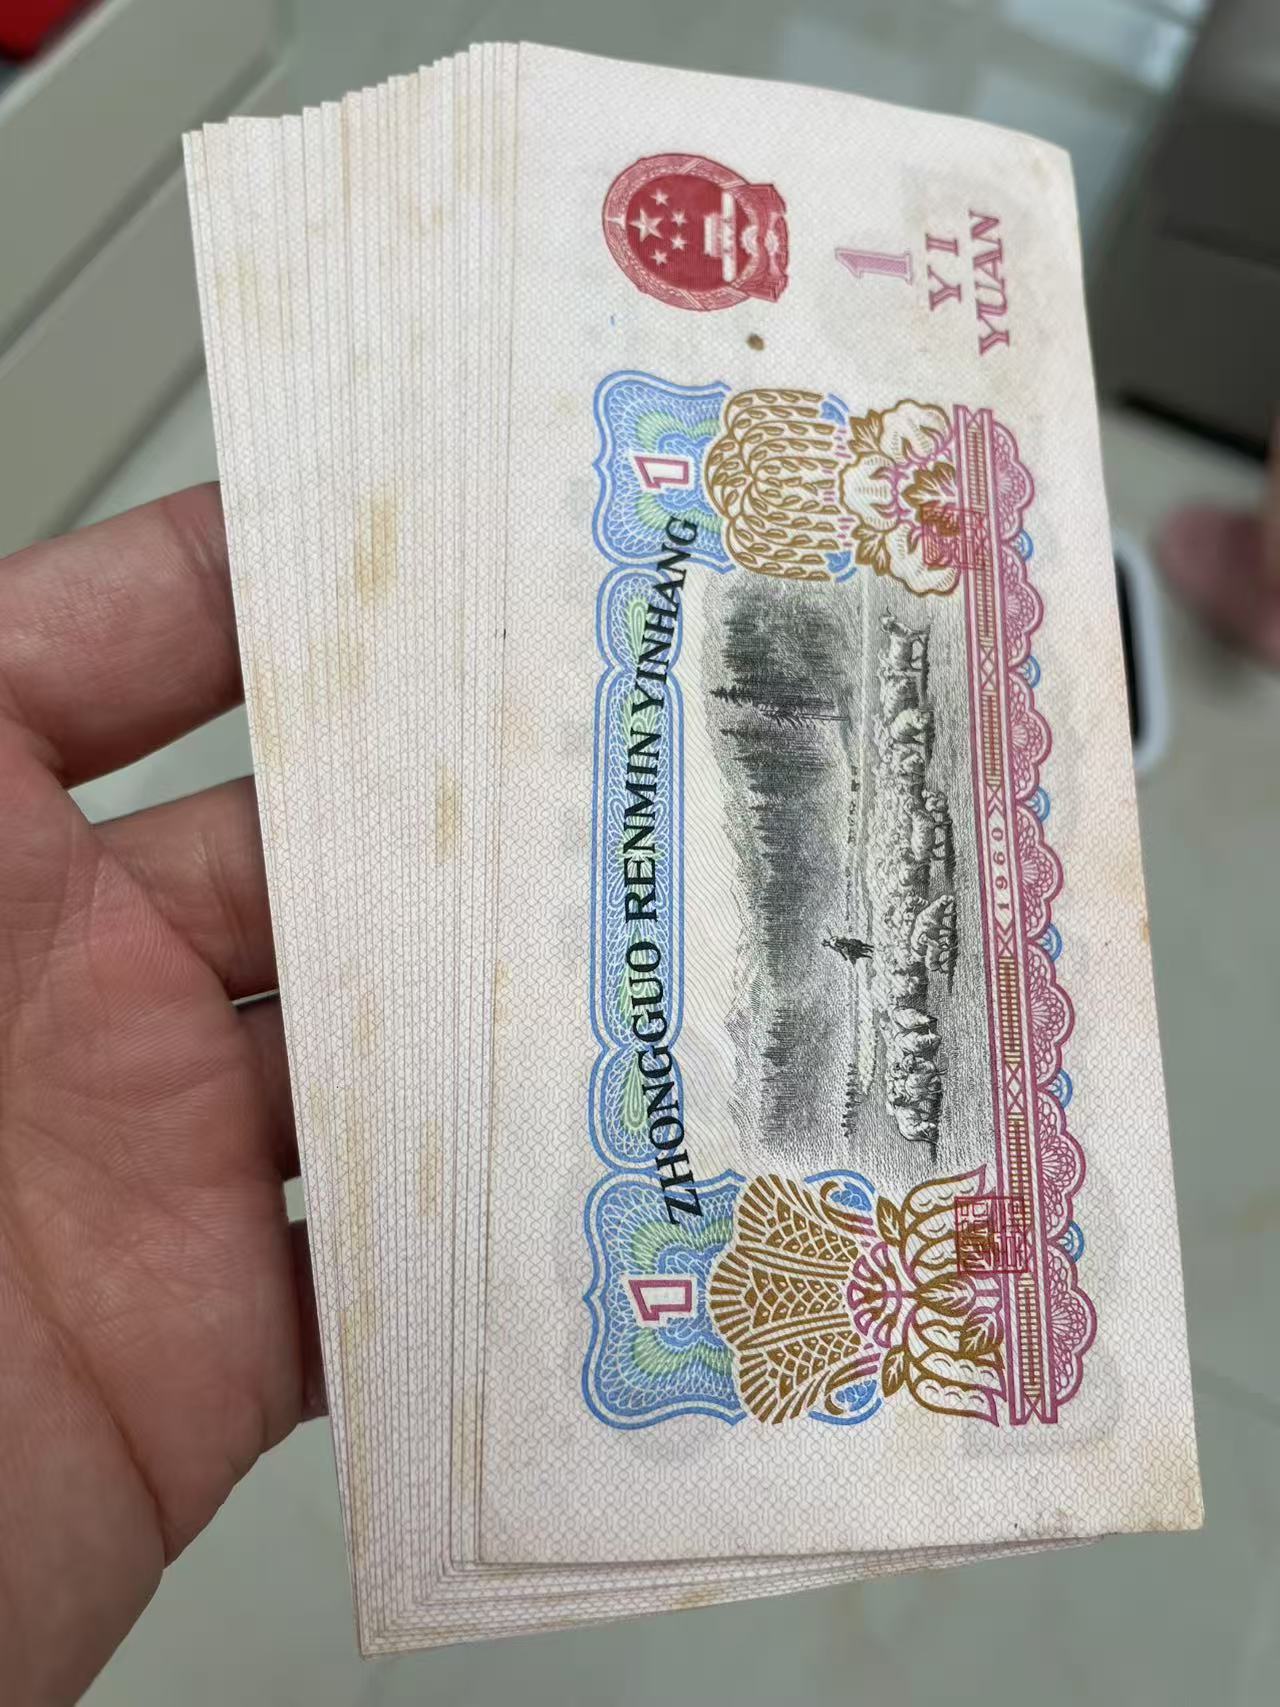 ZHONGGUO RENMIN YINHANG
1
1
1
YI
YUAN
1960